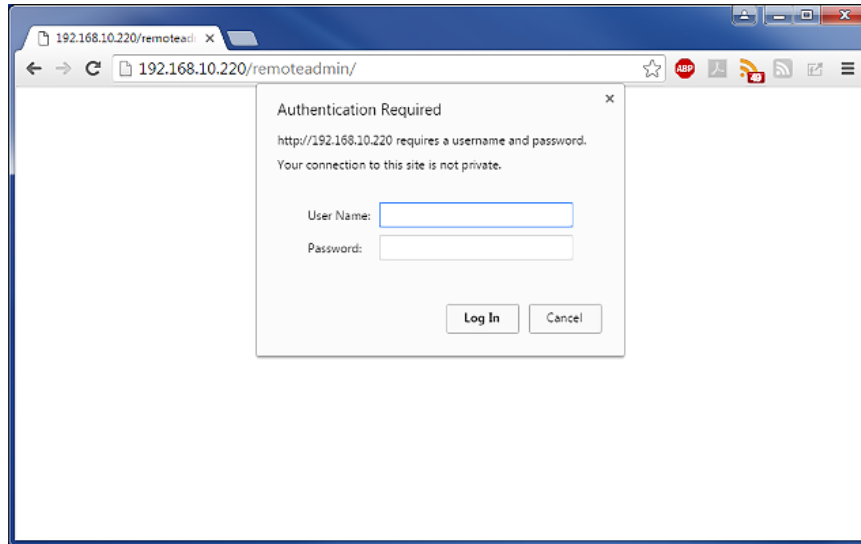 192.168.10.220/remotead
192.168.10.220/remoteadmin/
ABP
49
Authentication Required
http://192.168.10.220 requires a username and password.
Your connection to this site is not private.
User Name:
Password:
Log In
Cancel